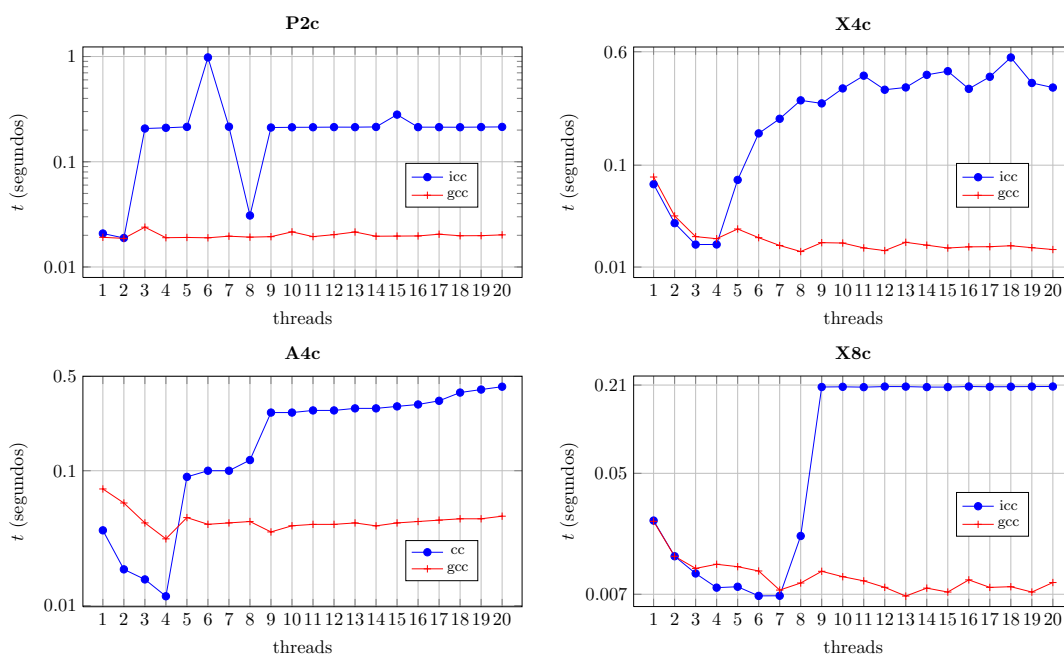 P2c
1
0.1
0.01
t (segundos)
icc
gcc
1 2 3 4 5 6 7 8 9 10 11 12 13 14 15 16 17 18 19 20
threads
X4c
0.6
0.1
0.01
t (segundos)
icc
gcc
1 2 3 4 5 6 7 8 9 10 11 12 13 14 15 16 17 18 19 20
threads
A4c
0.5
0.1
0.01
t (segundos)
cc
gcc
1 2 3 4 5 6 7 8 9 10 11 12 13 14 15 16 17 18 19 20
threads
X8c
0.21
0.05
0.007
t (segundos)
icc
gcc
1 2 3 4 5 6 7 8 9 10 11 12 13 14 15 16 17 18 19 20
threads